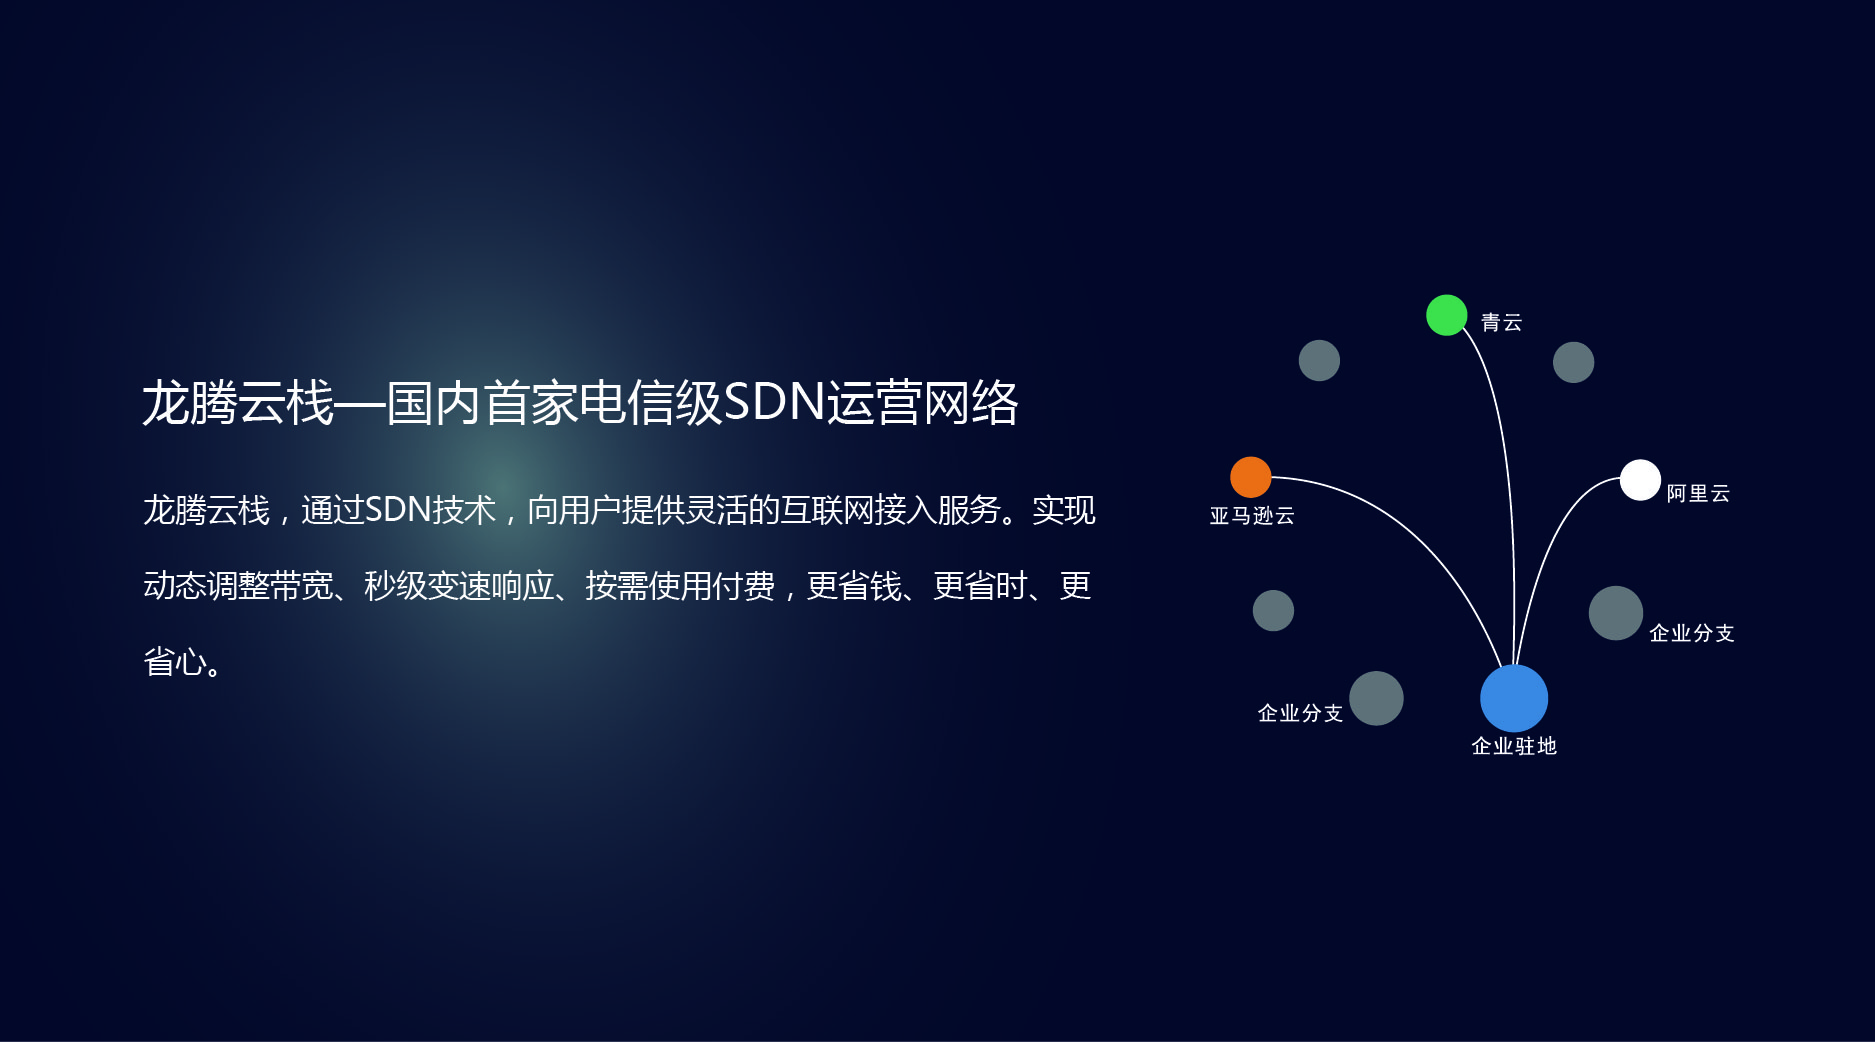 龙腾云栈—国内首家电信级SDN运营网络
龙腾云栈，通过SDN技术，向用户提供灵活的互联网接入服务。实现
动态调整带宽、秒级变速响应、按需使用付费，更省钱、更省时、更
省心。
青云
阿里云
亚马逊云
企业分支
企业分支
企业驻地